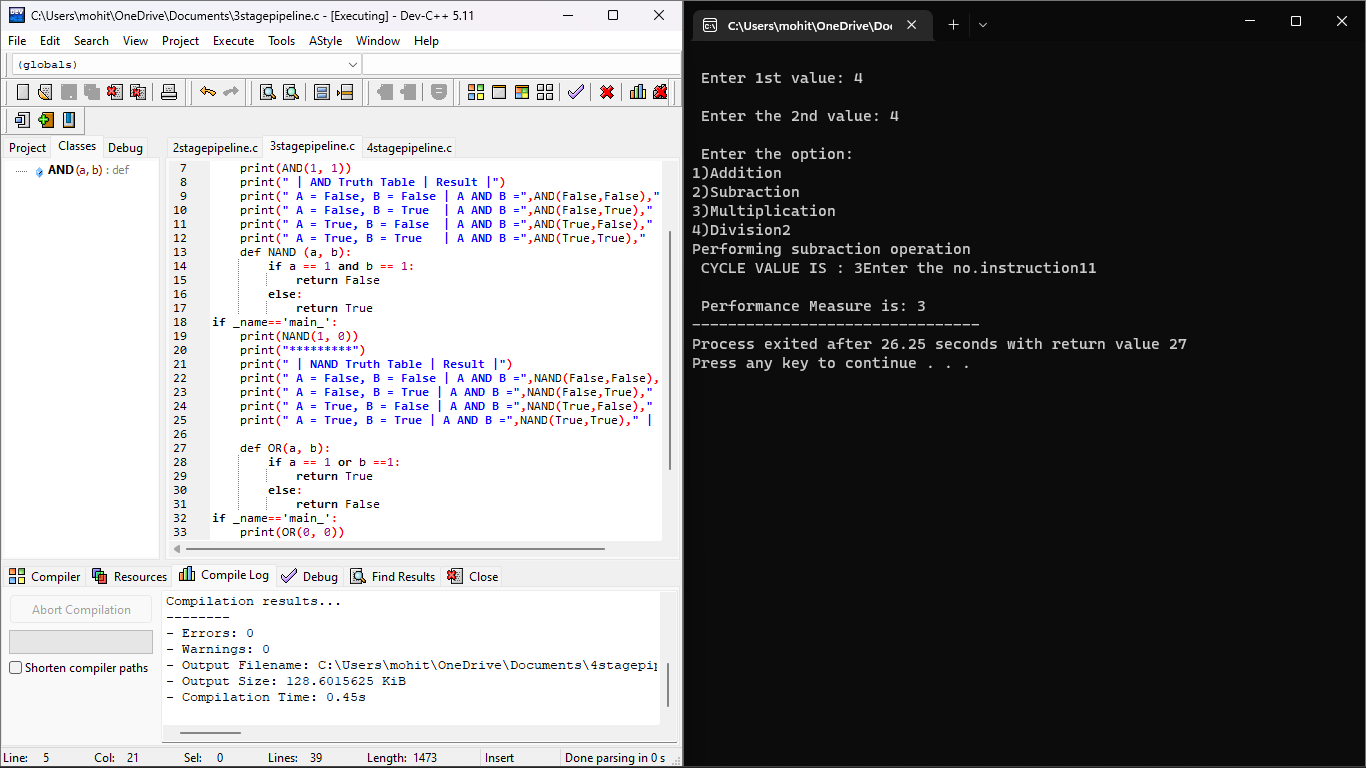 C:\Users\mohit\OneDrive\Documents\3stagepipeline.c - [Executing] - Dev-C++ 5.11
File Edit Search View Project Execute Tools AStyle Window Help
(globals)
Project Classes Debug
AND (a, b) : def
2stagepipeline.c 3stagepipeline.c 4stagepipeline.c
7 print(AND(1, 1))
8 print(" | AND Truth Table | Result |")
9 print(" A = False, B = False | A AND B =",AND(False,False),"
10 print(" A = False, B = True  | A AND B =",AND(False,True),"
11 print(" A = True, B = False  | A AND B =",AND(True,False),"
12 print(" A = True, B = True   | A AND B =",AND(True,True),"
13 def NAND (a, b):
14 if a == 1 and b == 1:
15 return False
16 else:
17 return True
18 if _name=='main_':
19 print(NAND(1, 0))
20 print("*********")
21 print(" | NAND Truth Table | Result |")
22 print(" A = False, B = False | A AND B =",NAND(False,False),
23 print(" A = False, B = True | A AND B =",NAND(False,True),"
24 print(" A = True, B = False | A AND B =",NAND(True,False),"
25 print(" A = True, B = True | A AND B =",NAND(True,True)," |
26
27 def OR(a, b):
28 if a == 1 or b ==1:
29 return True
30 else:
31 return False
32 if _name=='main_':
33 print(OR(0, 0))
Compiler Resources Compile Log Debug Find Results Close
Abort Compilation
Shorten compiler paths
Compilation results...
--------
- Errors: 0
- Warnings: 0
- Output Filename: C:\Users\mohit\OneDrive\Documents\4stagepip
- Output Size: 128.6015625 KiB
- Compilation Time: 0.45s
Line: 5 Col: 21 Sel: 0 Lines: 39 Length: 1473 Insert Done parsing in 0 s
C:\Users\mohit\OneDrive\Doc
Enter 1st value: 4
Enter the 2nd value: 4
Enter the option:
1)Addition
2)Subraction
3)Multiplication
4)Division2
Performing subraction operation
CYCLE VALUE IS : 3Enter the no.instruction11
Performance Measure is: 3
--------------------------------
Process exited after 26.25 seconds with return value 27
Press any key to continue . . .